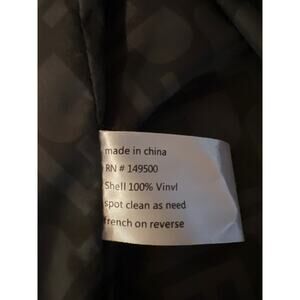 made in china
RN # 149500
Shell 100% Vinyl
spot clean as need
french on reverse